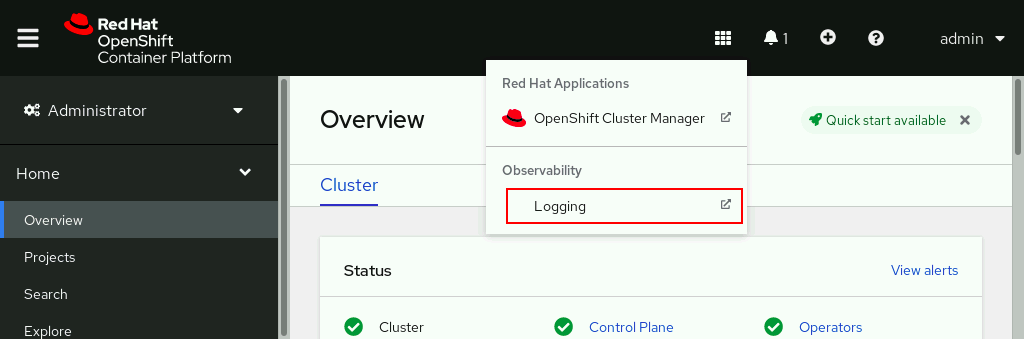 Red Hat
OpenShift
Container Platform
1
admin
Administrator
Home
Overview
Projects
Search
Explore
Overview
Quick start available
Cluster
Red Hat Applications
OpenShift Cluster Manager
Observability
Logging
Status
View alerts
Cluster
Control Plane
Operators